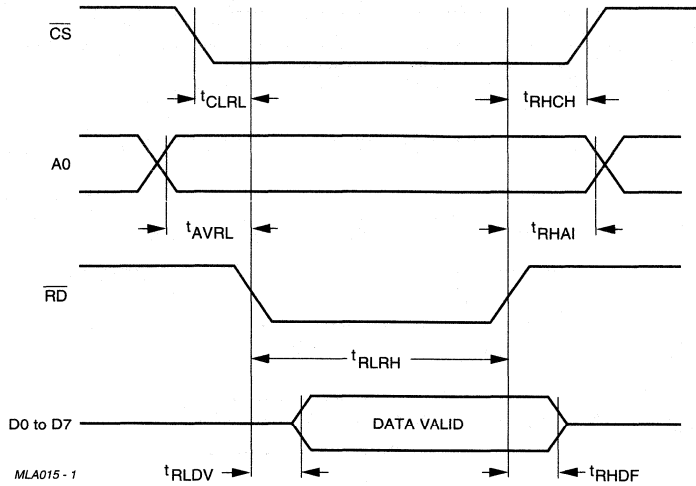 CS
tCLRL
tRHCH
A0
tAVRL
tRHAI
RD
tRLRH
D0 to D7
DATA VALID
tRLDV
tRHDF
MLA015 - 1